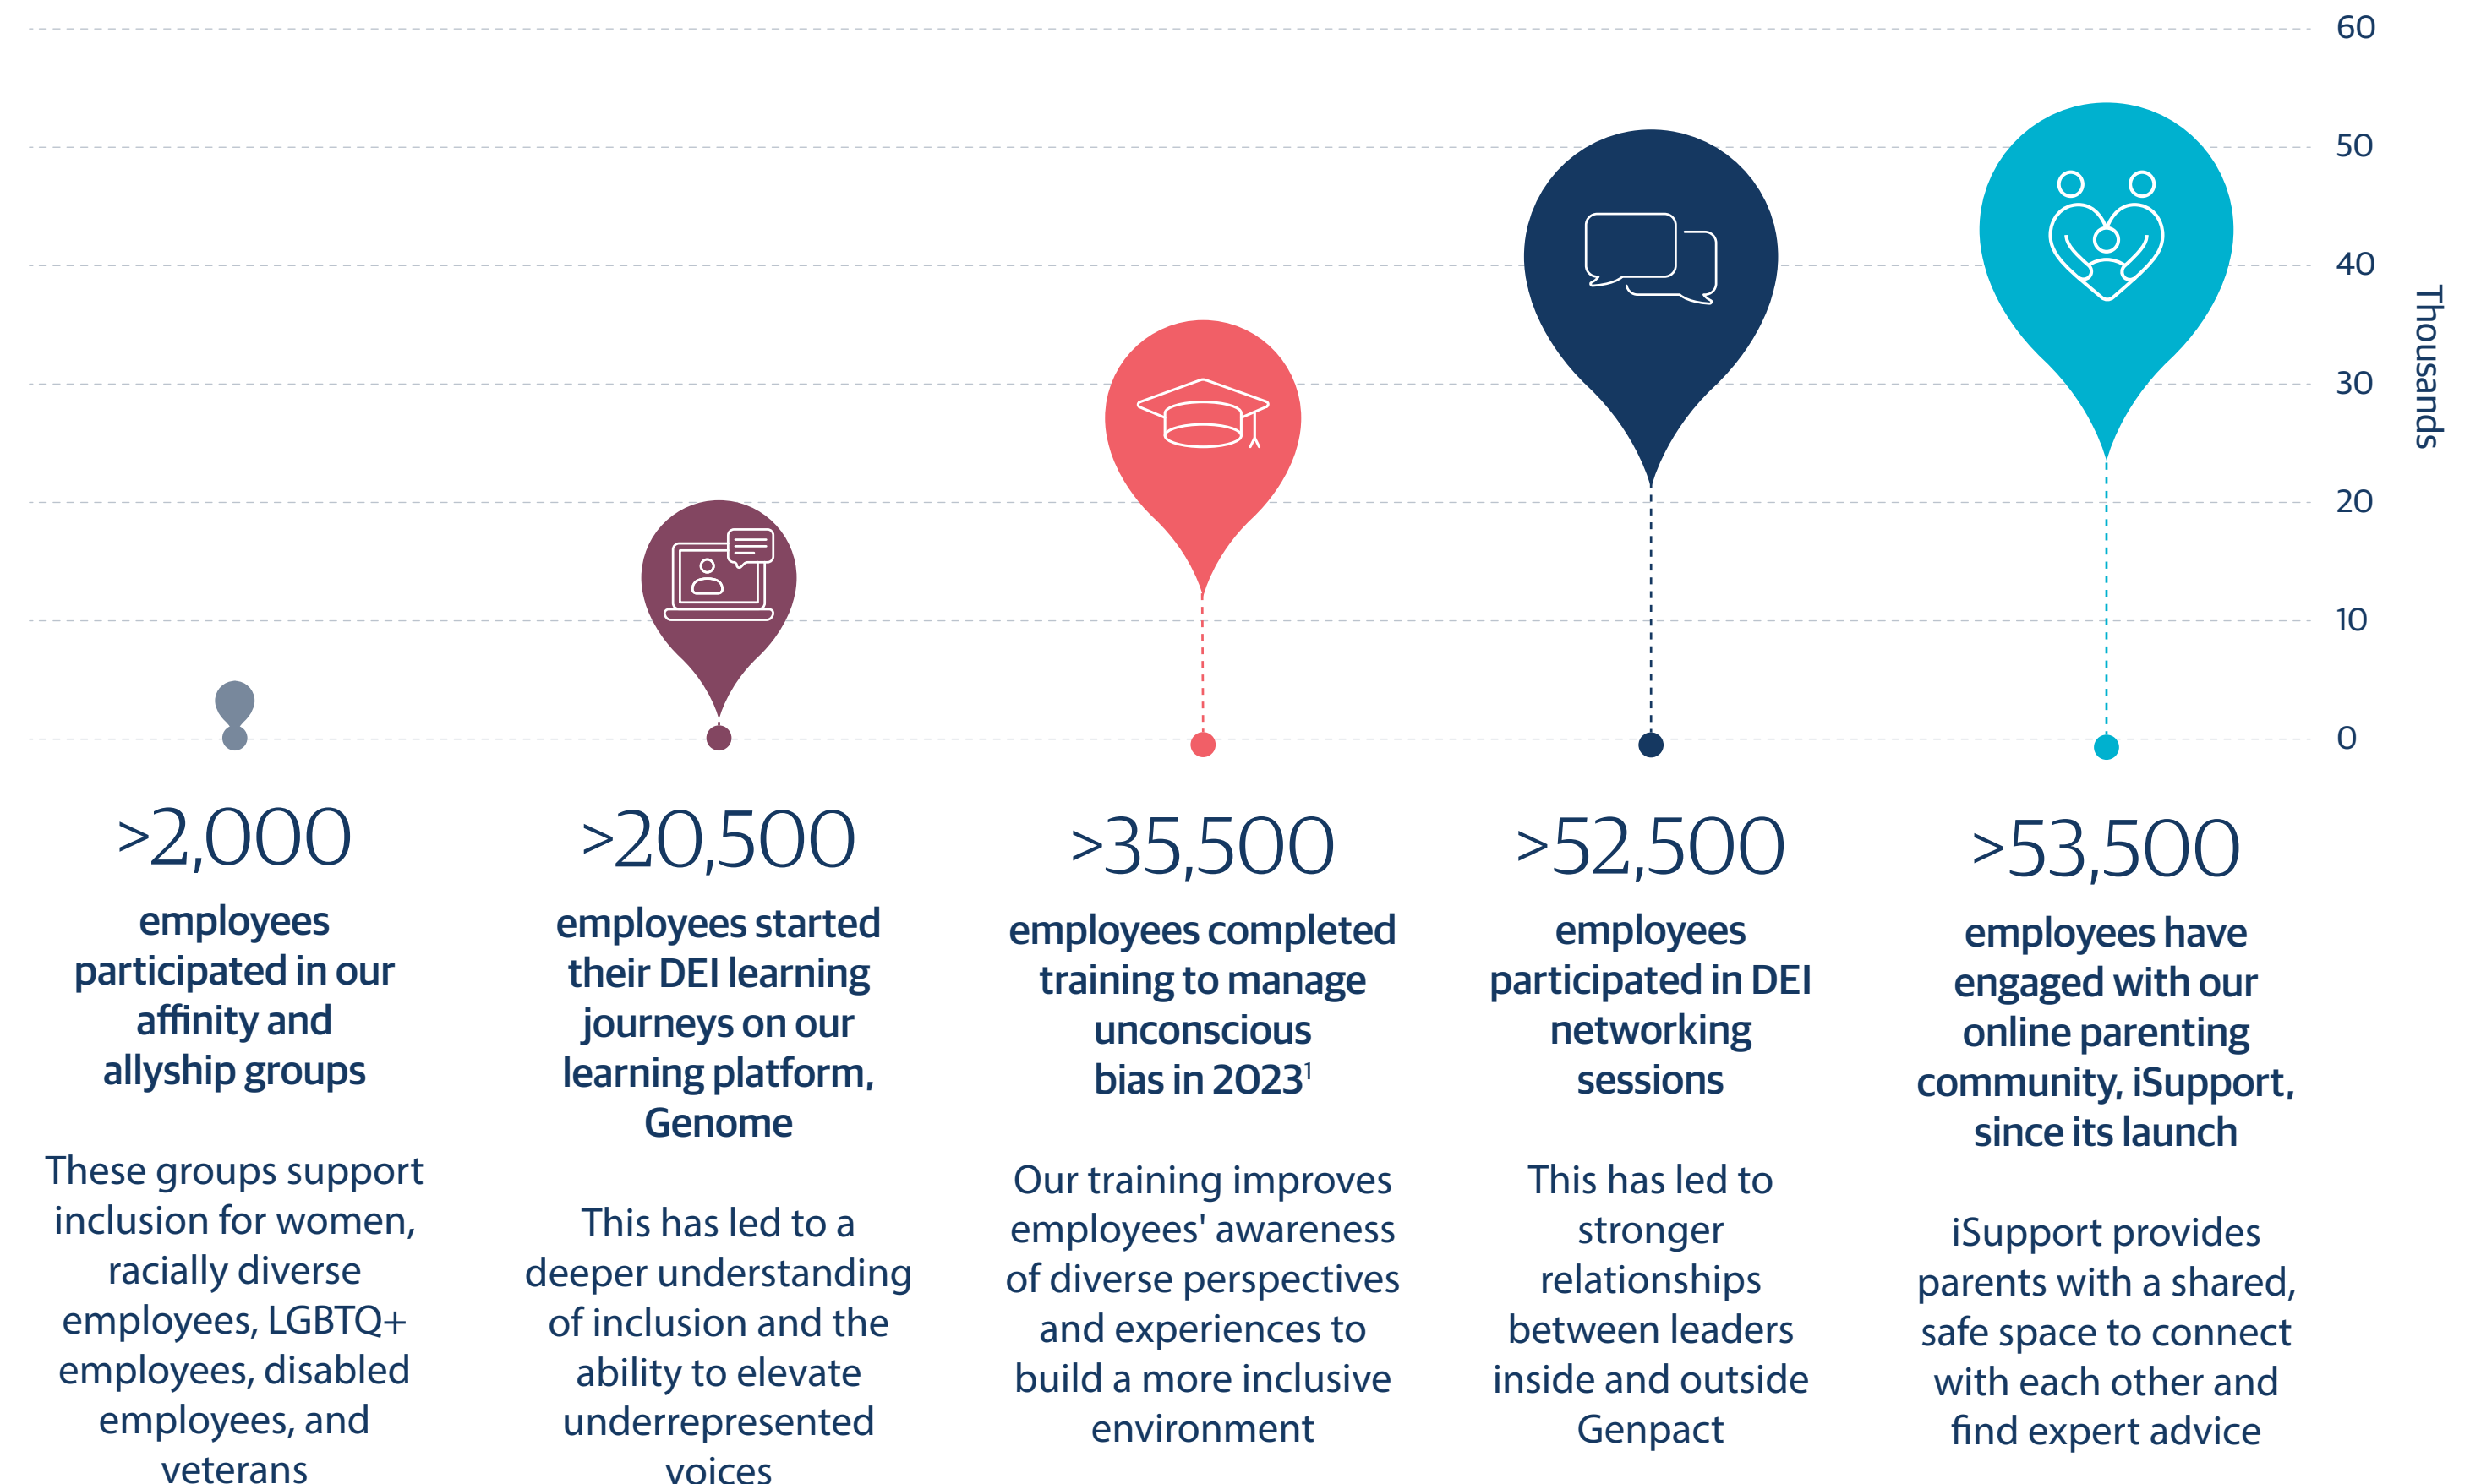 60
50
40
30
20
10
0
Thousands
>2,000
employees
participated in our
affinity and
allyship groups
These groups support
inclusion for women,
racially diverse
employees, LGBTQ+
employees, disabled
employees, and
veterans
>20,500
employees started
their DEI learning
journeys on our
learning platform,
Genome
This has led to a
deeper understanding
of inclusion and the
ability to elevate
underrepresented
voices
>35,500
employees completed
training to manage
unconscious
bias in 2023¹
Our training improves
employees' awareness
of diverse perspectives
and experiences to
build a more inclusive
environment
>52,500
employees
participated in DEI
networking
sessions
This has led to
stronger
relationships
between leaders
inside and outside
Genpact
>53,500
employees have
engaged with our
online parenting
community, iSupport,
since its launch
iSupport provides
parents with a shared,
safe space to connect
with each other and
find expert advice